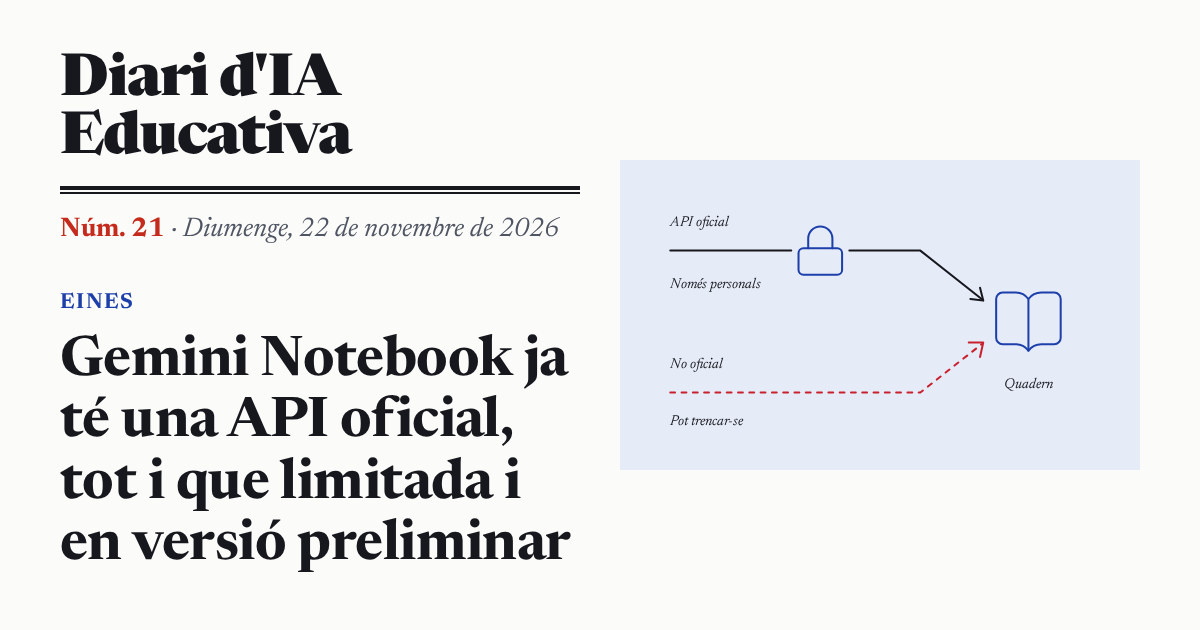 Diari d'IA
Educativa
Núm. 21 · Diumenge, 22 de novembre de 2026
EINES
Gemini Notebook ja
té una API oficial,
tot i que limitada i
en versió preliminar
API oficial
Només personals
No oficial
Pot trencar-se
Quadern